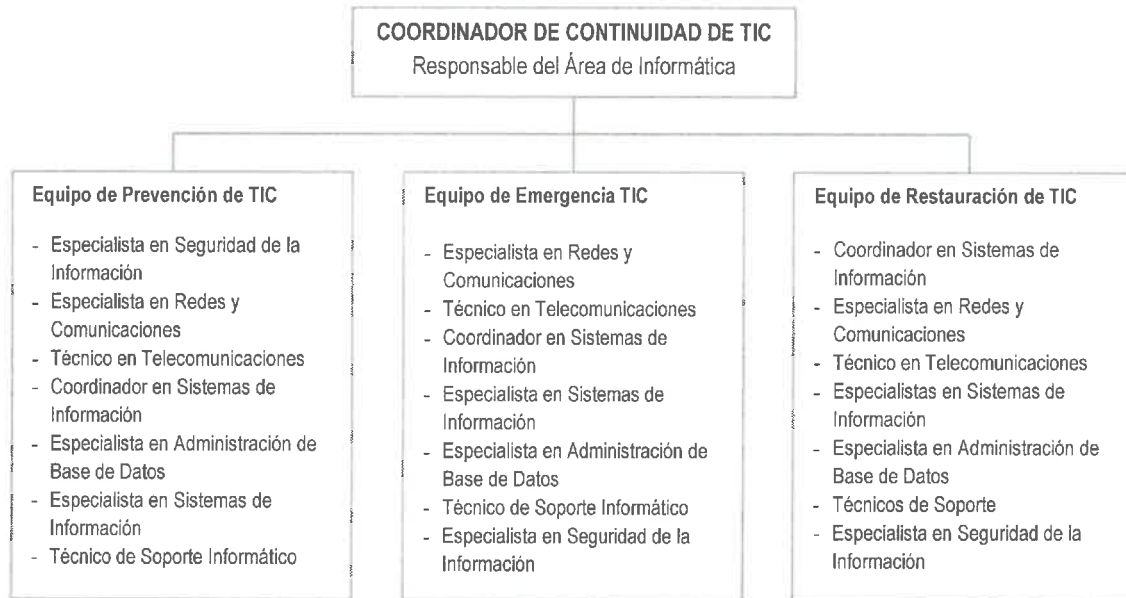 COORDINADOR DE CONTINUIDAD DE TIC
Responsable del Área de Informática
Equipo de Prevención de TIC
- Especialista en Seguridad de la
Información
- Especialista en Redes y
Comunicaciones
- Técnico en Telecomunicaciones
- Coordinador en Sistemas de
Información
- Especialista en Administración de
Base de Datos
- Especialista en Sistemas de
Información
- Técnico de Soporte Informático
Equipo de Emergencia TIC
- Especialista en Redes y
Comunicaciones
- Técnico en Telecomunicaciones
- Coordinador en Sistemas de
Información
- Especialista en Sistemas de
Información
- Especialista en Administración de
Base de Datos
- Técnico de Soporte Informático
- Especialista en Seguridad de la
Información
Equipo de Restauración de TIC
- Coordinador en Sistemas de
Información
- Especialista en Redes y
Comunicaciones
- Técnico en Telecomunicaciones
- Especialistas en Sistemas de
Información
- Especialista en Administración de
Base de Datos
- Técnicos de Soporte
- Especialista en Seguridad de la
Información